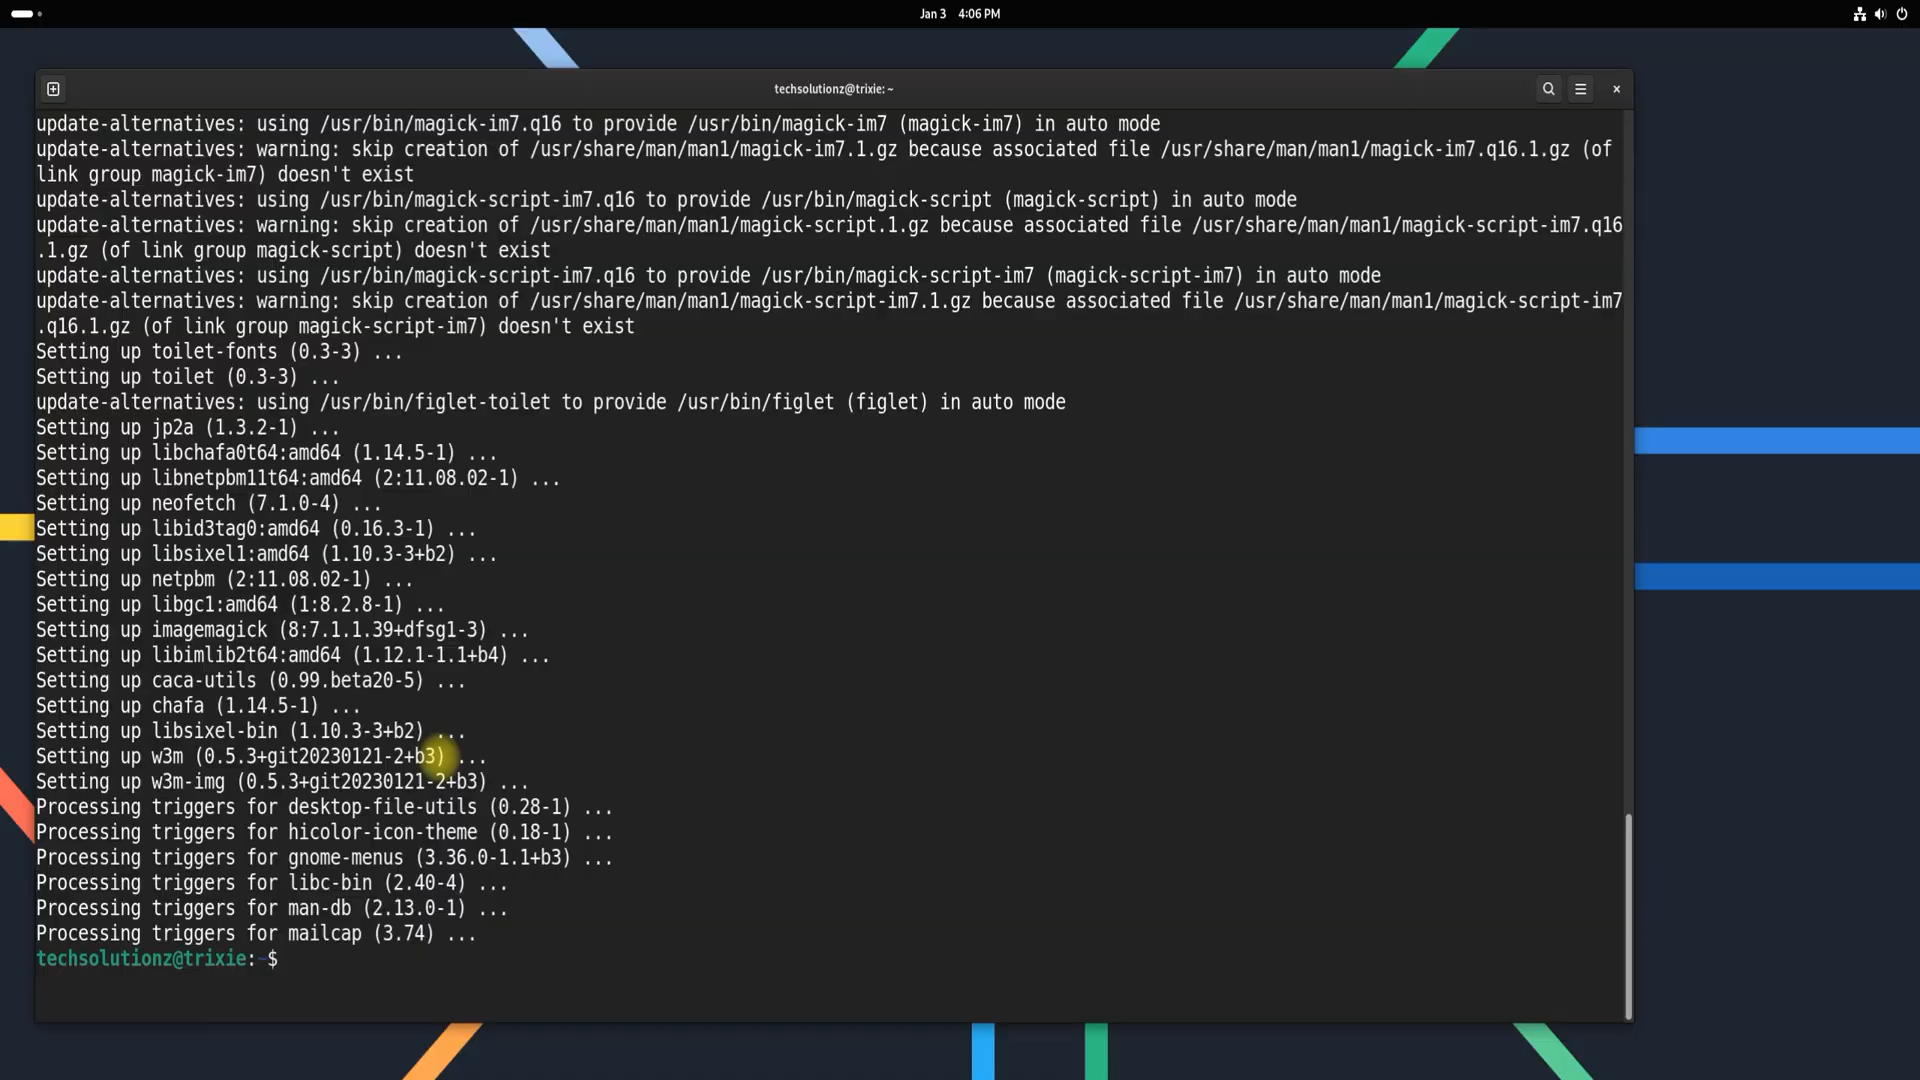 Jan 3 4:06 PM
techsolutionz@trixie: ~
update-alternatives: using /usr/bin/magick-im7.q16 to provide /usr/bin/magick-im7 (magick-im7) in auto mode
update-alternatives: warning: skip creation of /usr/share/man/man1/magick-im7.1.gz because associated file /usr/share/man/man1/magick-im7.q16.1.gz (of
link group magick-im7) doesn't exist
update-alternatives: using /usr/bin/magick-script-im7.q16 to provide /usr/bin/magick-script (magick-script) in auto mode
update-alternatives: warning: skip creation of /usr/share/man/man1/magick-script.1.gz because associated file /usr/share/man/man1/magick-script-im7.q16
.1.gz (of link group magick-script) doesn't exist
update-alternatives: using /usr/bin/magick-script-im7.q16 to provide /usr/bin/magick-script-im7 (magick-script-im7) in auto mode
update-alternatives: warning: skip creation of /usr/share/man/man1/magick-script-im7.1.gz because associated file /usr/share/man/man1/magick-script-im7
.q16.1.gz (of link group magick-script-im7) doesn't exist
Setting up toilet-fonts (0.3-3) ...
Setting up toilet (0.3-3) ...
update-alternatives: using /usr/bin/figlet-toilet to provide /usr/bin/figlet (figlet) in auto mode
Setting up jp2a (1.3.2-1) ...
Setting up libchafa0t64:amd64 (1.14.5-1) ...
Setting up libnetpbm11t64:amd64 (2:11.08.02-1) ...
Setting up neofetch (7.1.0-4) ...
Setting up libid3tag0:amd64 (0.16.3-1) ...
Setting up libsixel1:amd64 (1.10.3-3+b2) ...
Setting up netpbm (2:11.08.02-1) ...
Setting up libgc1:amd64 (1:8.2.8-1) ...
Setting up imagemagick (8:7.1.1.39+dfsg1-3) ...
Setting up libimlib2t64:amd64 (1.12.1-1.1+b4) ...
Setting up caca-utils (0.99.beta20-5) ...
Setting up chafa (1.14.5-1) ...
Setting up libsixel-bin (1.10.3-3+b2) ...
Setting up w3m (0.5.3+git20230121-2+b3) ...
Setting up w3m-img (0.5.3+git20230121-2+b3) ...
Processing triggers for desktop-file-utils (0.28-1) ...
Processing triggers for hicolor-icon-theme (0.18-1) ...
Processing triggers for gnome-menus (3.36.0-1.1+b3) ...
Processing triggers for libc-bin (2.40-4) ...
Processing triggers for man-db (2.13.0-1) ...
Processing triggers for mailcap (3.74) ...
techsolutionz@trixie:~$